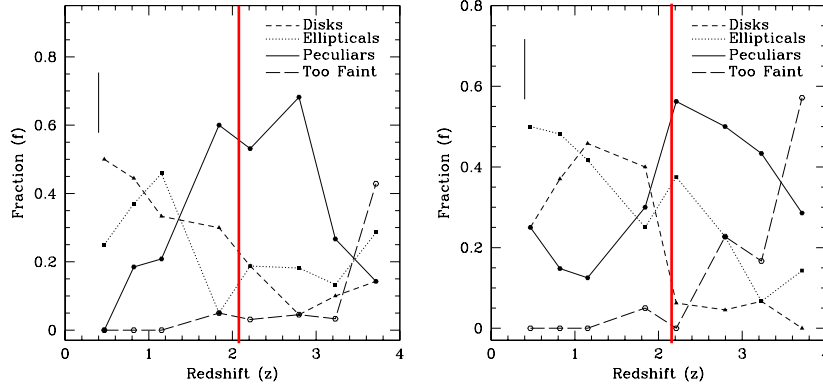 Disks
Ellipticals
Peculiars
Too Faint
0.8
0.6
0.4
0.2
0
Fraction (f)
0
1
2
3
4
Redshift (z)
Disks
Ellipticals
Peculiars
Too Faint
0.8
0.6
0.4
0.2
0
Fraction (f)
0
1
2
3
4
Redshift (z)